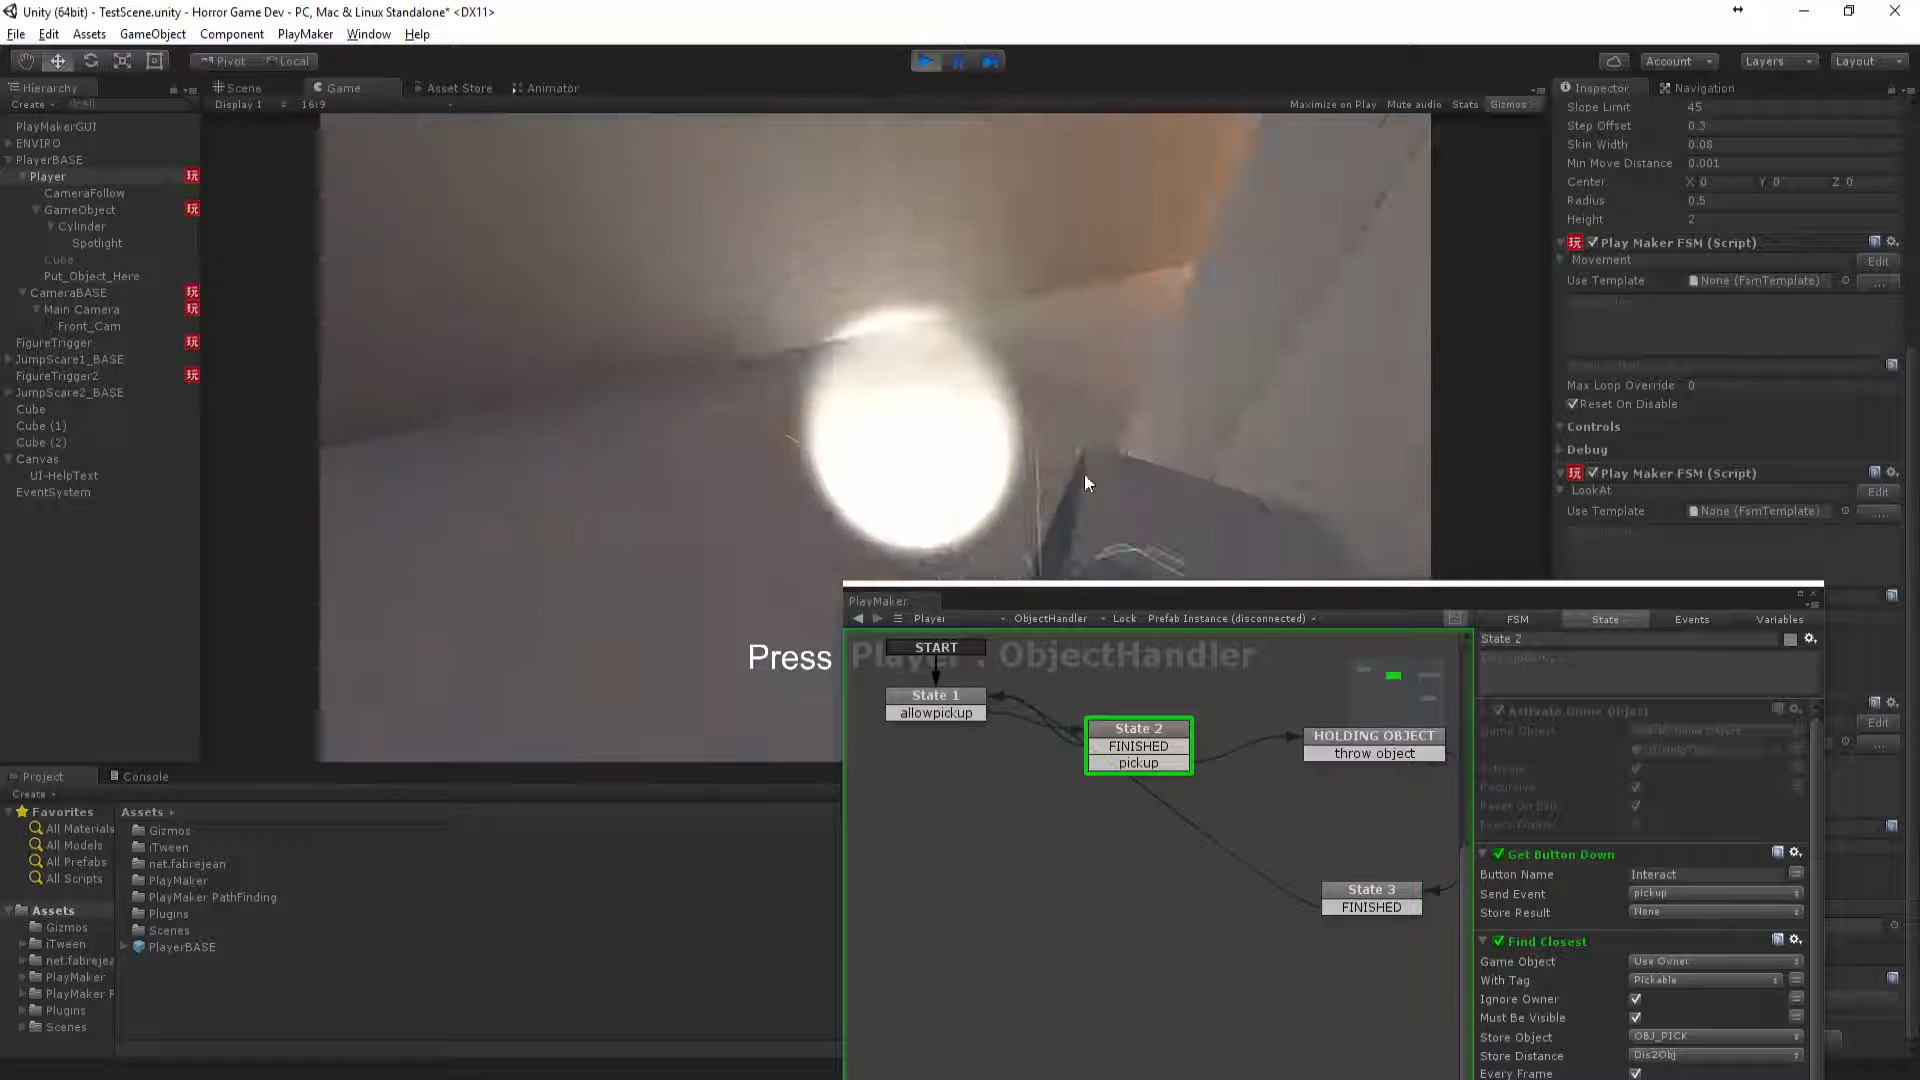 Unity (64bit) - TestScene.unity - Horror Game Dev - PC, Mac & Linux Standalone* <DX11>
File Edit Assets GameObject Component PlayMaker Window Help
Pivot Local Account Layers Layout
Hierarchy Scene Game Asset Store Animator Inspector Navigation
Create Display 1 16:9 Maximize on Play Mute audio Stats Gizmos
PlayMakerGUI
ENVIRO
PlayerBASE
Player
CameraFollow
GameObject
Cylinder
Spotlight
Cube
Put_Object_Here
CameraBASE
Main Camera
Front_Cam
FigureTrigger
JumpScare1_BASE
FigureTrigger2
JumpScare2_BASE
Cube
Cube (1)
Cube (2)
Canvas
UI-HelpText
EventSystem
Press
Slope Limit 45
Step Offset 0.3
Skin Width 0.08
Min Move Distance 0.001
Center X 0 Y 0 Z 0
Radius 0.5
Height 2
玩 Play Maker FSM (Script)
Movement Edit
Use Template None (FsmTemplate) ...
Max Loop Override 0
Reset On Disable
Controls
Debug
玩 Play Maker FSM (Script)
LookAt Edit
Use Template None (FsmTemplate) ...
Edit
PlayMaker
Player ObjectHandler Lock Prefab Instance (disconnected) FSM State Events Variables
Player : ObjectHandler
START
State 1
allowpickup
State 2
FINISHED
pickup
HOLDING OBJECT
throw object
State 3
FINISHED
State 2
Activate Game Object
Game Object
Get Button Down
Button Name Interact
Send Event pickup
Store Result None
Find Closest
Game Object Use Owner
With Tag Pickable
Ignore Owner
Must Be Visible
Store Object OBJ_PICK
Store Distance Dis2Obj
Every Frame
Project Console
Create
Favorites
All Materials
All Models
All Prefabs
All Scripts
Assets
Gizmos
iTween
net.fabreje
PlayMaker
PlayMaker P
Plugins
Scenes
Assets
Gizmos
iTween
net.fabrejean
PlayMaker
PlayMaker PathFinding
Plugins
Scenes
PlayerBASE